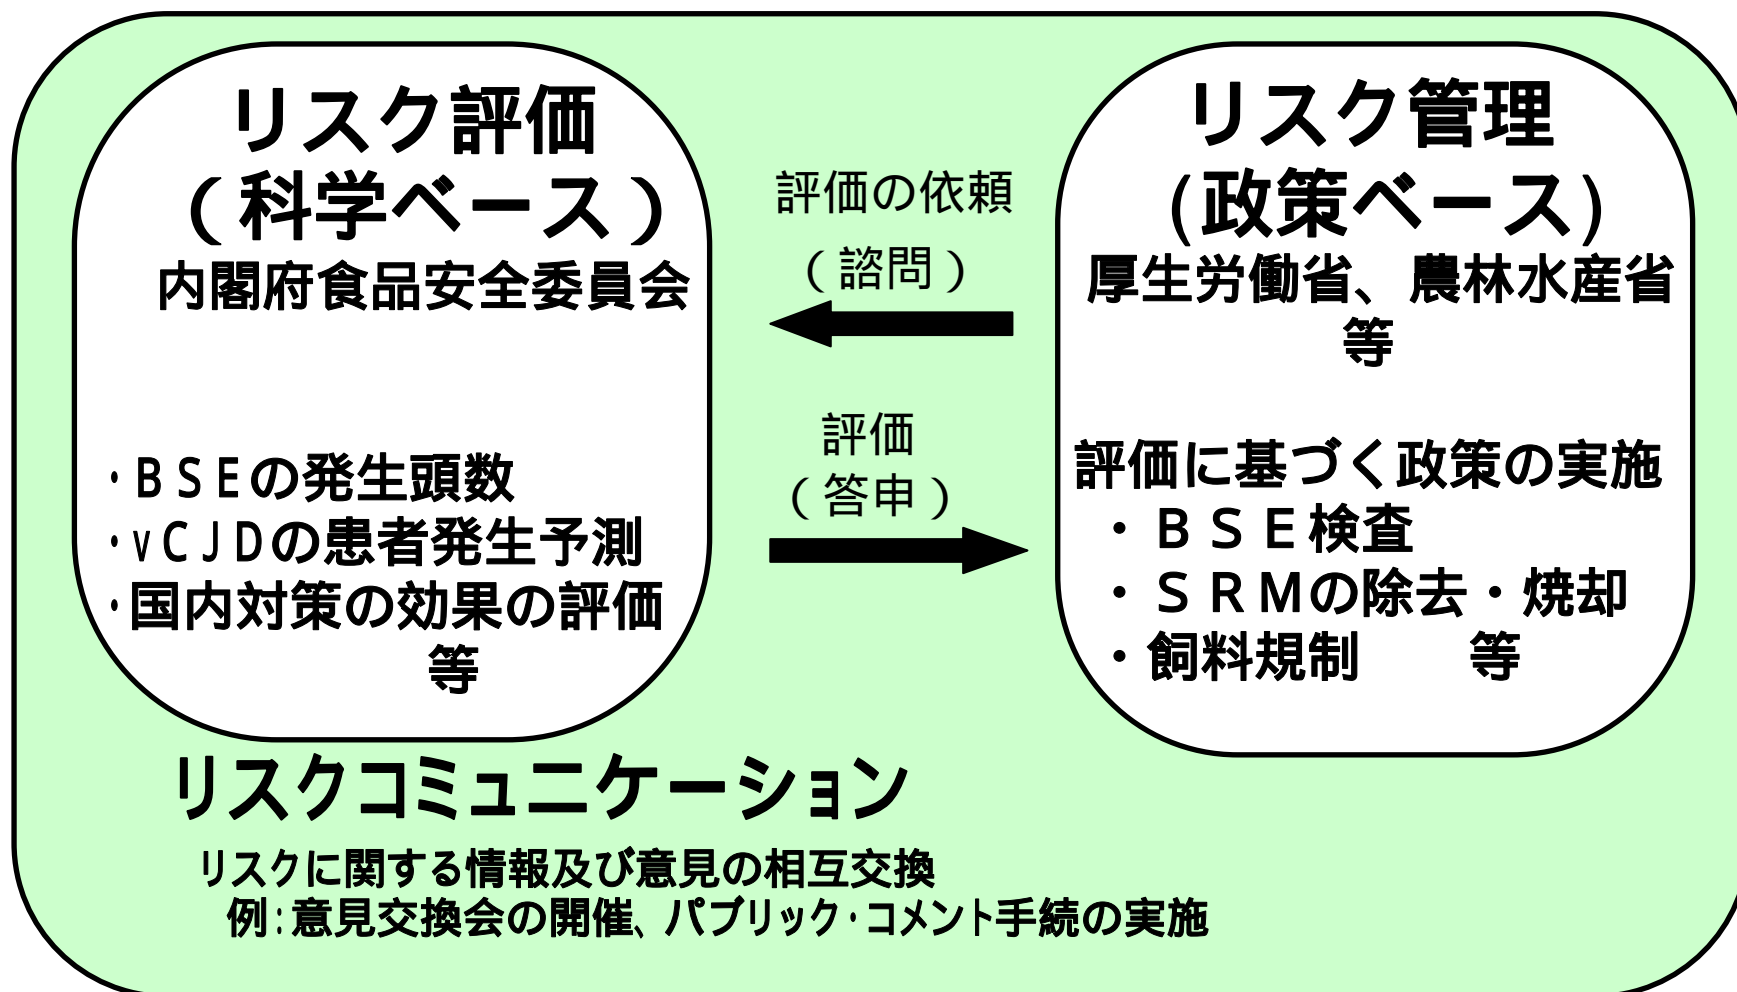 リスク評価
（科学ベース）
内閣府食品安全委員会
・ＢＳＥの発生頭数
・vCJDの患者発生予測
・国内対策の効果の評価
等
評価の依頼
（諮問）
評価
（答申）
リスク管理
(政策ベース)
厚生労働省、農林水産省
等
評価に基づく政策の実施
・ＢＳＥ検査
・ＳＲＭの除去・焼却
・飼料規制　　等
リスクコミュニケーション
リスクに関する情報及び意見の相互交換
例：意見交換会の開催、パブリック・コメント手続の実施